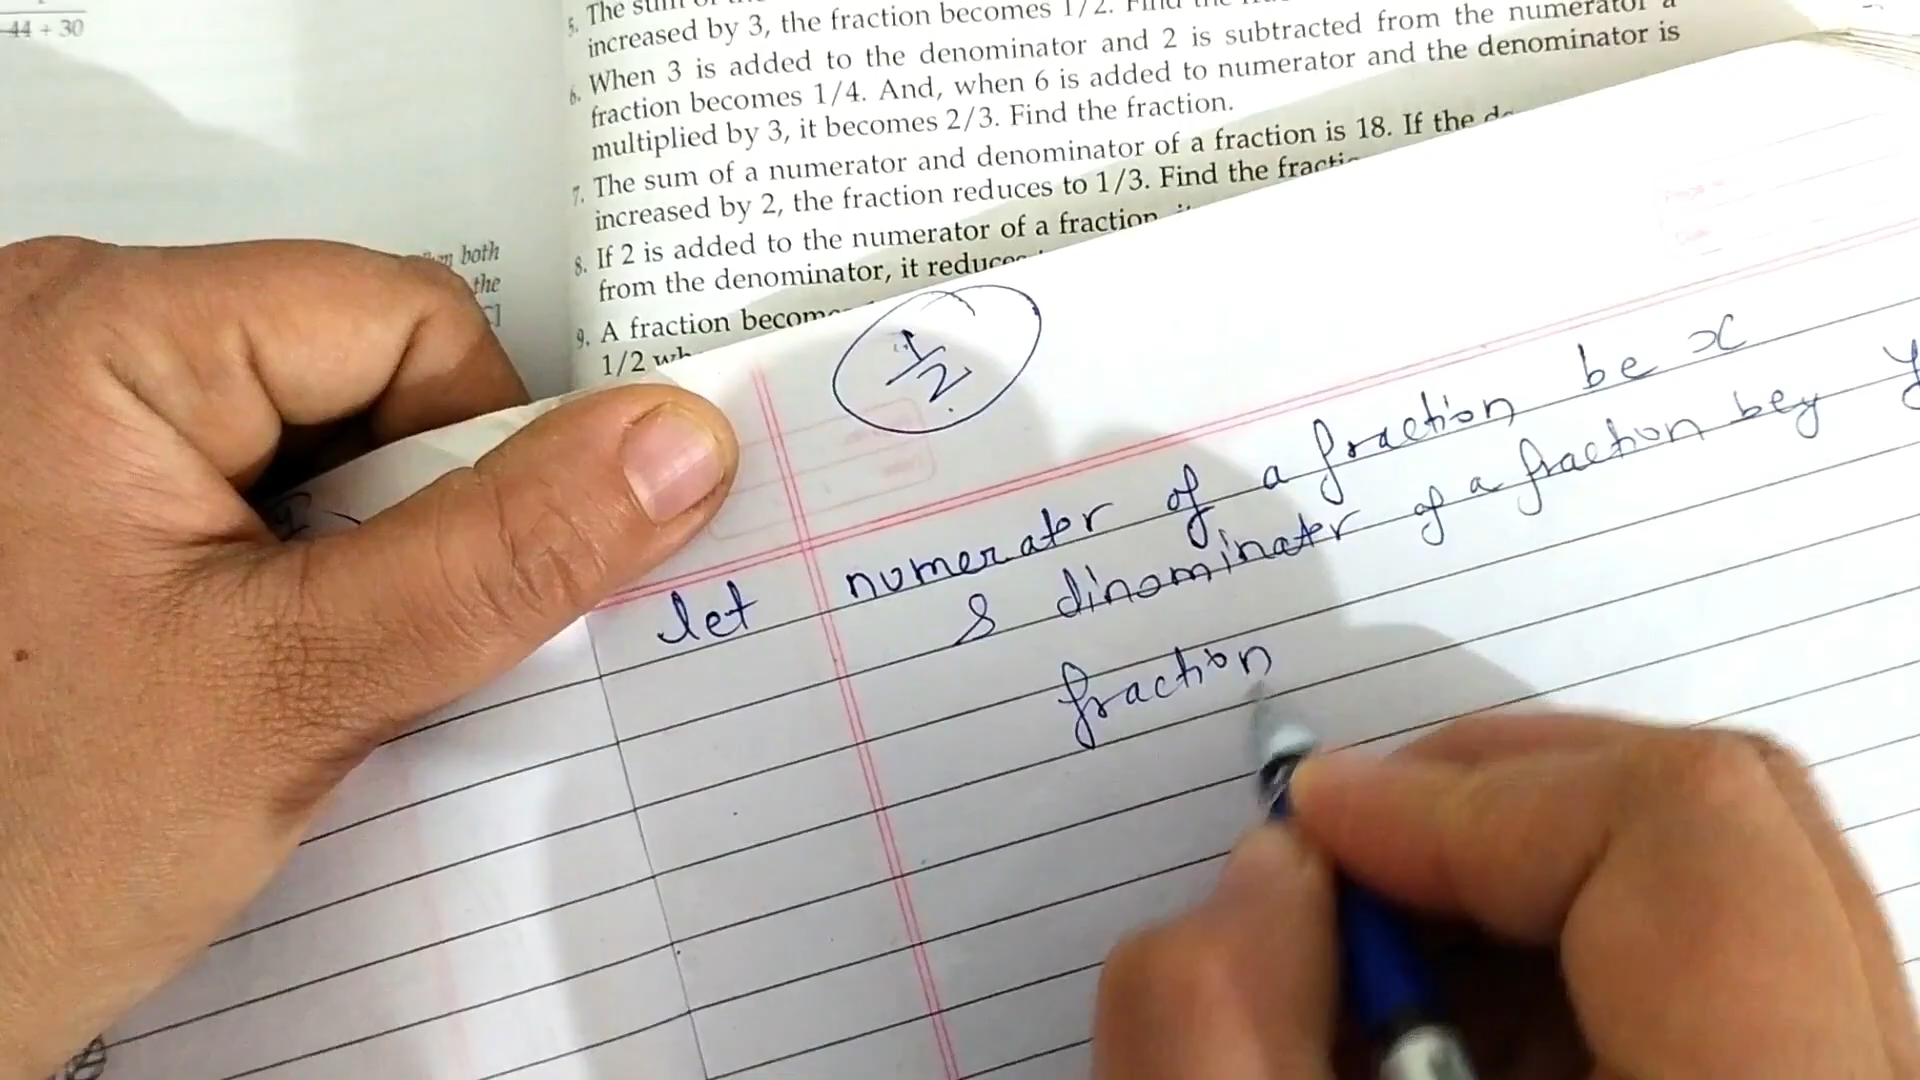 44 + 30
both
the
5. The sum
increased by 3, the fraction becomes 1/2.
6. When 3 is added to the denominator and 2 is subtracted from the numerator a
fraction becomes 1/4. And, when 6 is added to numerator and the denominator is
multiplied by 3, it becomes 2/3. Find the fraction.
7. The sum of a numerator and denominator of a fraction is 18. If the
increased by 2, the fraction reduces to 1/3. Find the
8. If 2 is added to the numerator of a fraction,
from the denominator, it
9. A fraction
1/2
1/2
let numerator of a fraction be x
& dinominator of a fraction bey y
fraction